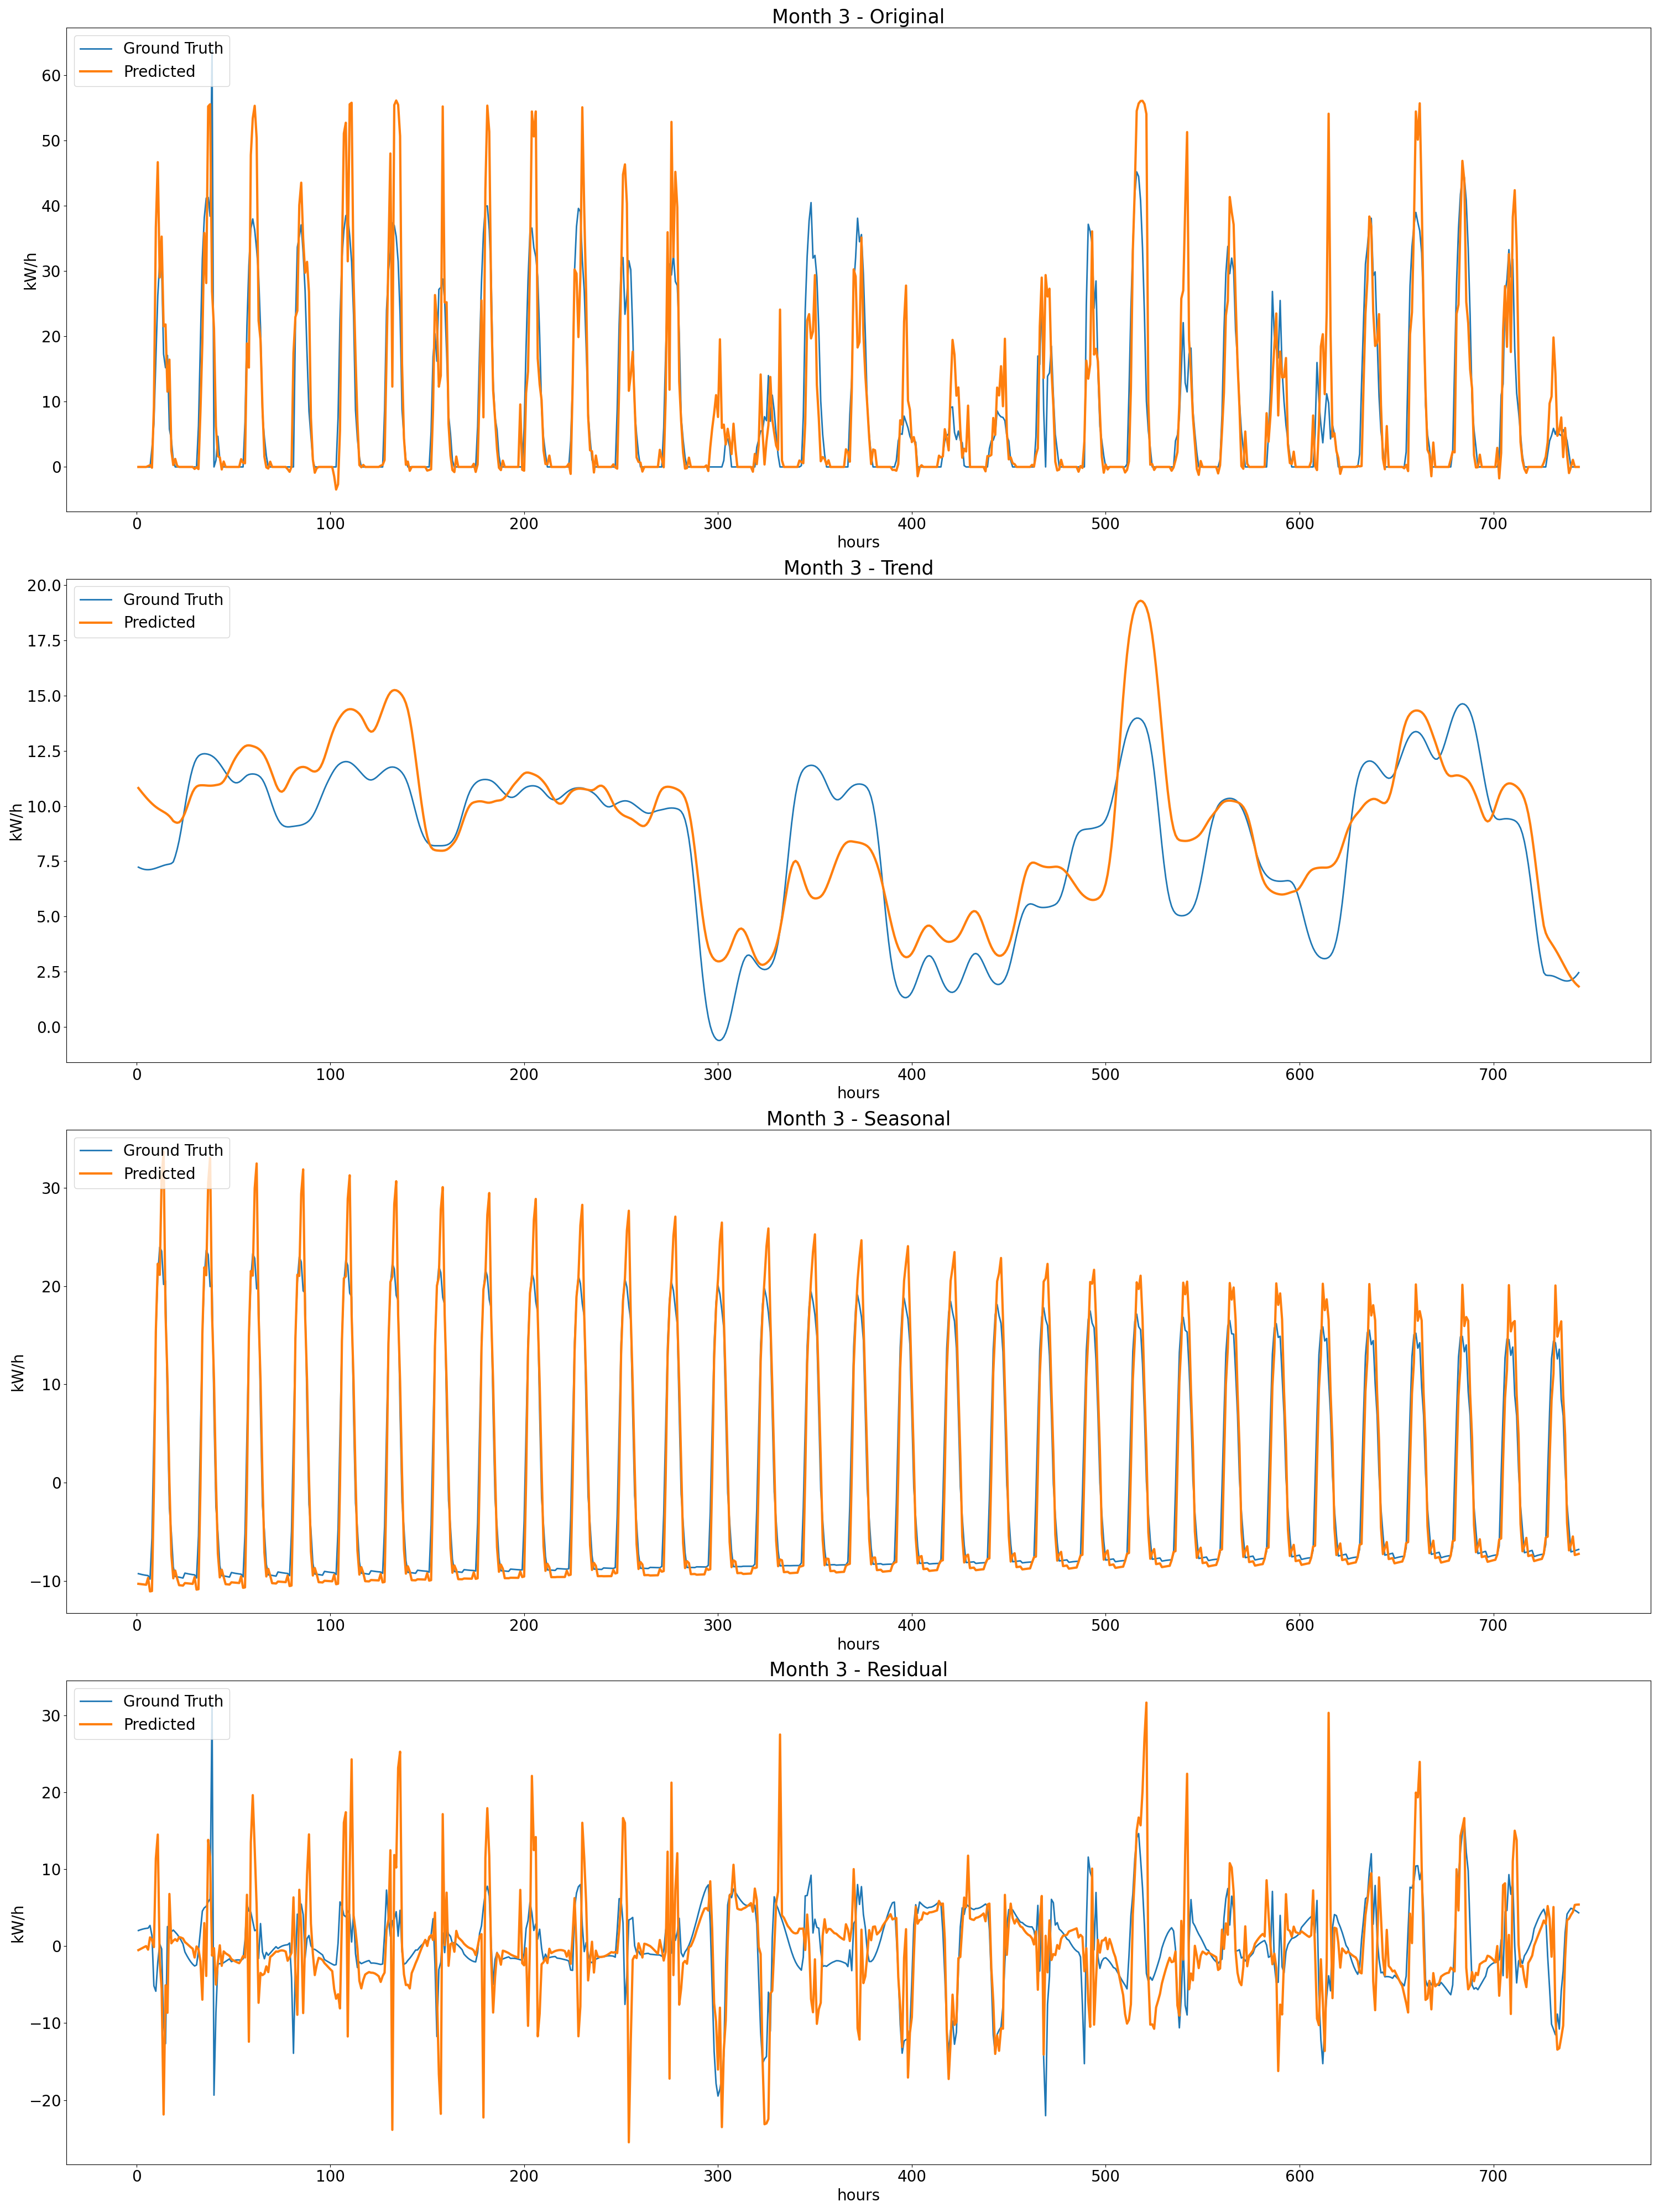 Month 3 - Original
Ground Truth
Predicted
kW/h
60
50
40
30
20
10
0
0 100 200 300 400 500 600 700
hours
Month 3 - Trend
Ground Truth
Predicted
kW/h
20.0
17.5
15.0
12.5
10.0
7.5
5.0
2.5
0.0
0 100 200 300 400 500 600 700
hours
Month 3 - Seasonal
Ground Truth
Predicted
kW/h
30
20
10
0
−10
0 100 200 300 400 500 600 700
hours
Month 3 - Residual
Ground Truth
Predicted
kW/h
30
20
10
0
−10
−20
0 100 200 300 400 500 600 700
hours